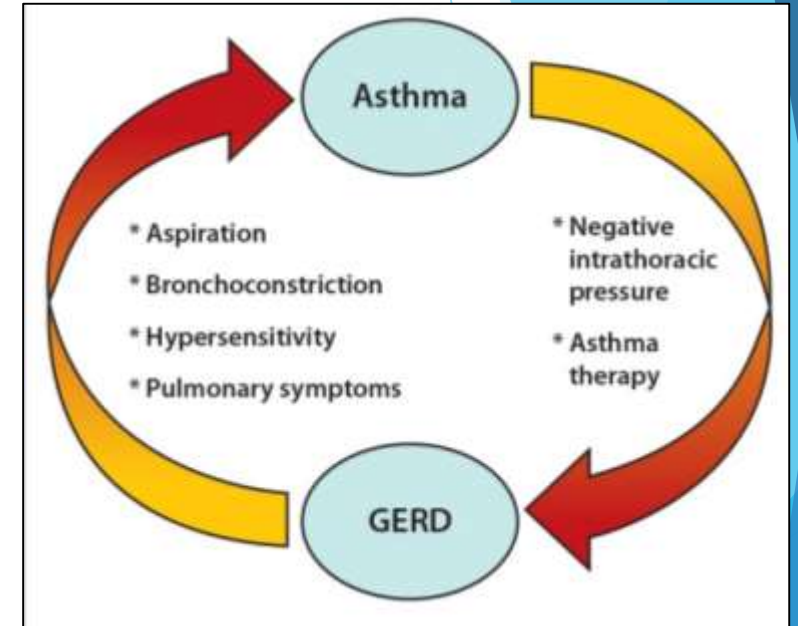 Asthma
* Aspiration
* Bronchoconstriction
* Hypersensitivity
* Pulmonary symptoms
* Negative
intrathoracic
pressure
* Asthma
therapy
GERD